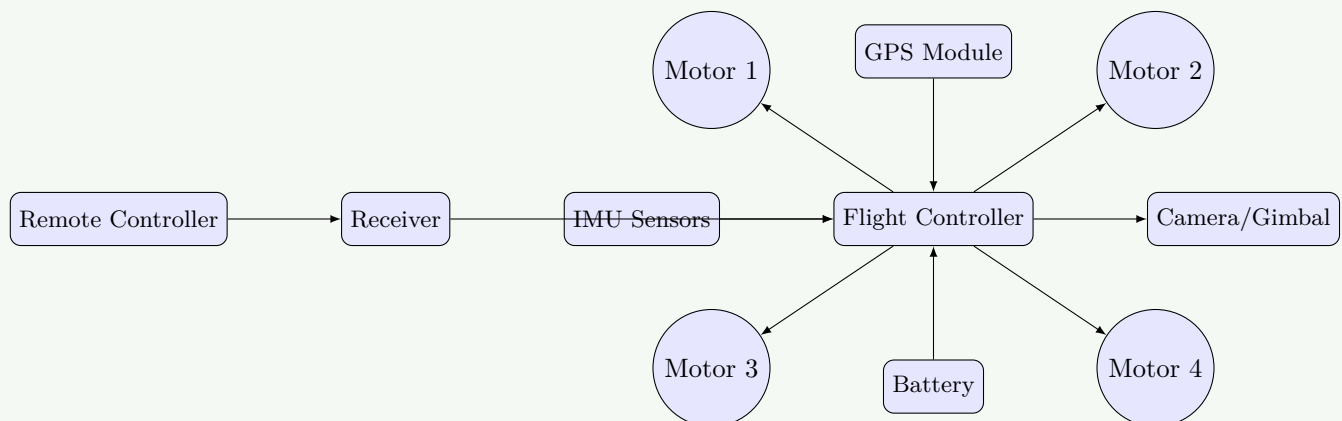 Motor 1
GPS Module
Motor 2
Remote Controller
Receiver
IMU Sensors
Flight Controller
Camera/Gimbal
Motor 3
Battery
Motor 4